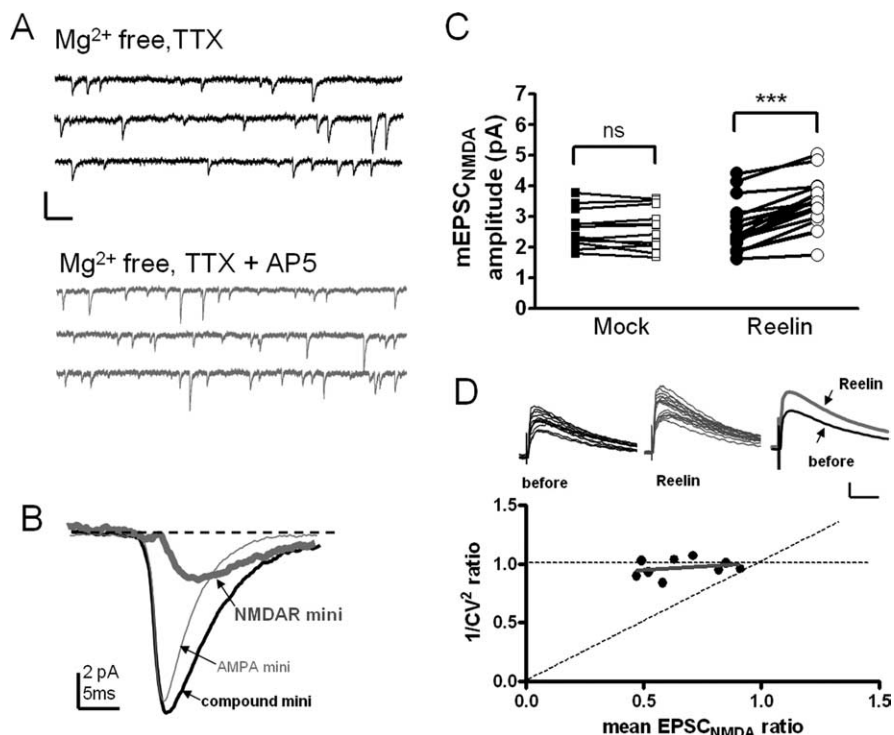 A
Mg²⁺ free,TTX
Mg²⁺ free, TTX + AP5
B
NMDAR mini
AMPA mini
compound mini
2 pA
5ms
C
mEPSC_NMDA
amplitude (pA)
7
6
5
4
3
2
1
0
ns
***
Mock
Reelin
D
before
Reelin
Reelin
before
1/CV² ratio
1.5
1.0
0.5
0.0
0.0
0.5
1.0
1.5
mean EPSC_NMDA ratio